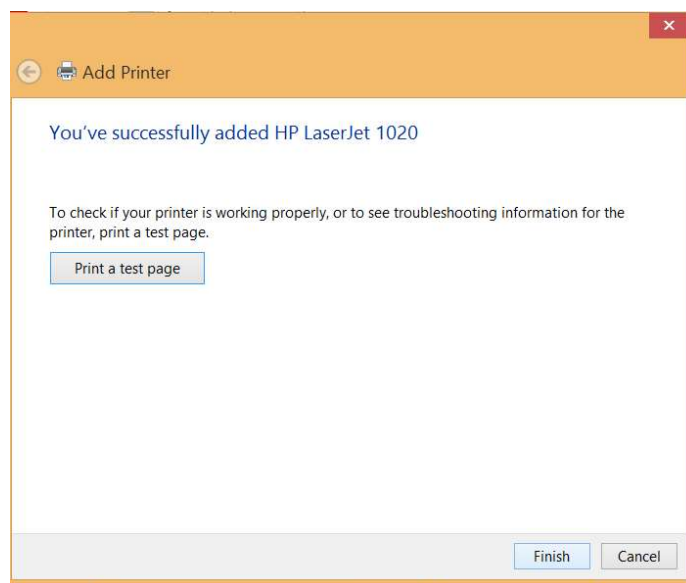 Add Printer
You've successfully added HP LaserJet 1020
To check if your printer is working properly, or to see troubleshooting information for the
printer, print a test page.
Print a test page
Finish Cancel